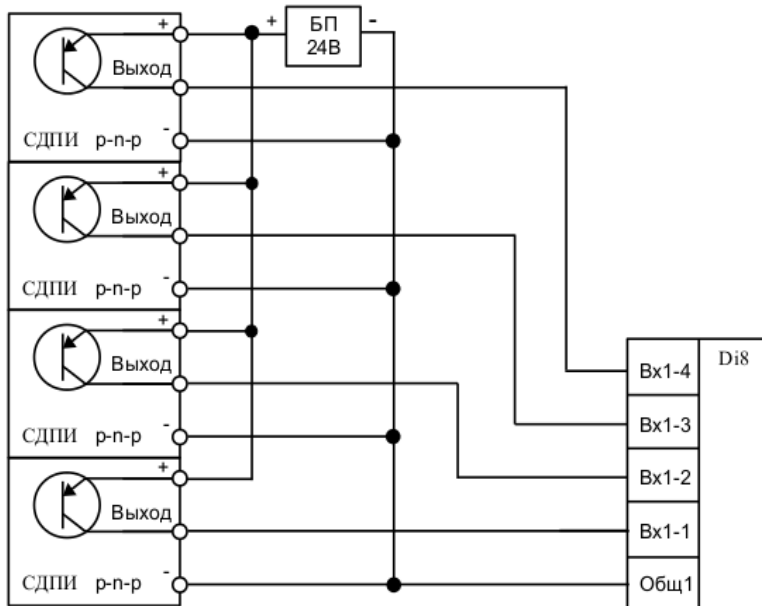 +
+
БП
24В
-
Выход
СДПИ p-n-p
-
+
Выход
СДПИ p-n-p
-
+
Выход
СДПИ p-n-p
-
+
Выход
СДПИ p-n-p
-
Di8
Вх1-4
Вх1-3
Вх1-2
Вх1-1
Общ1